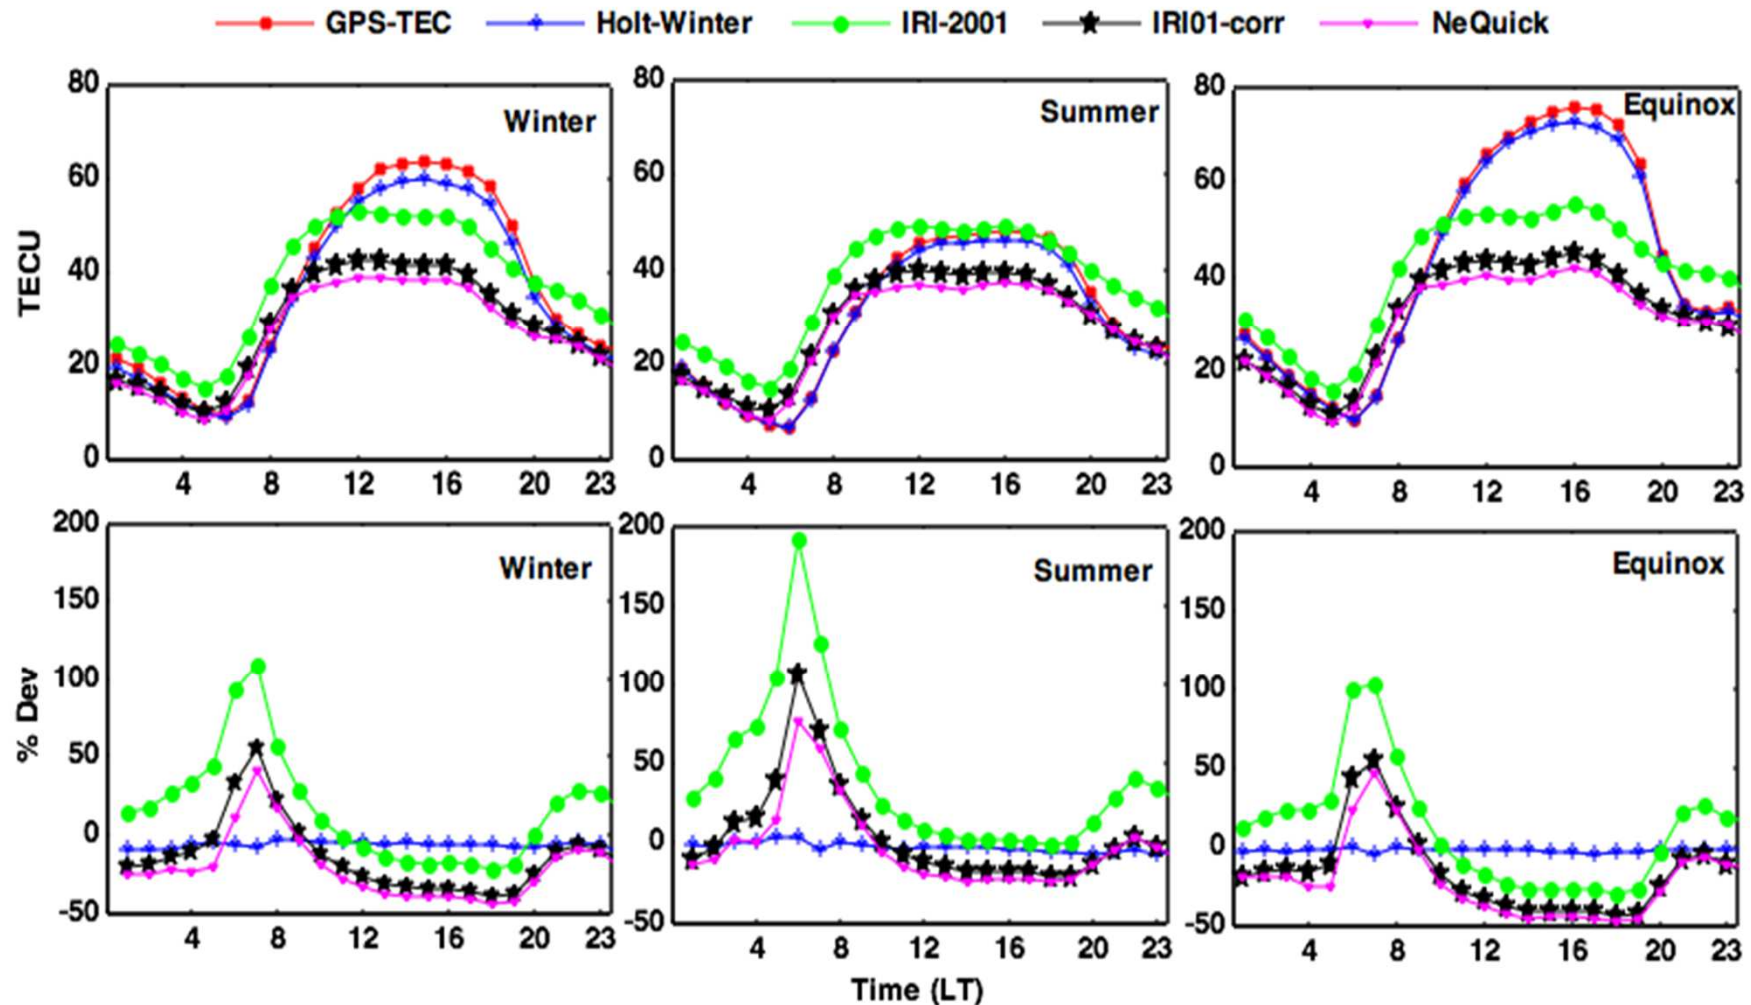 GPS-TEC Holt-Winter IRI-2001 IRI01-corr NeQuick
TECU
80
60
40
20
0
Winter
4 8 12 16 20 23
80
60
40
20
0
Summer
4 8 12 16 20 23
80
60
40
20
0
Equinox
4 8 12 16 20 23
% Dev
200
150
100
50
0
-50
Winter
4 8 12 16 20 23
200
150
100
50
0
-50
Summer
4 8 12 16 20 23
200
150
100
50
0
-50
Equinox
4 8 12 16 20 23
Time (LT)